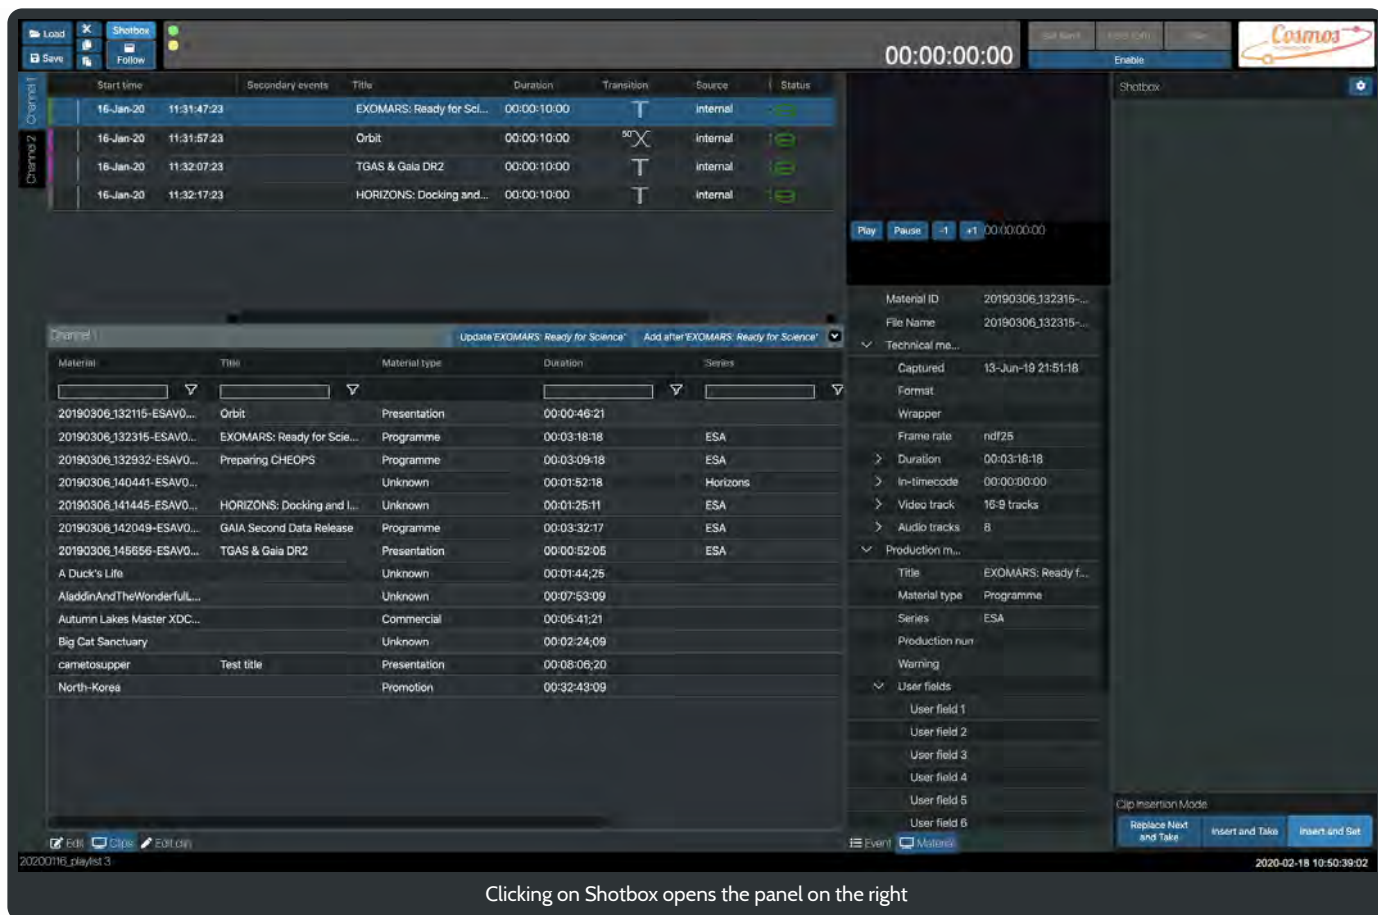 Load
Save
Shotbox
Follow
00:00:00:00
Enable
Cosmos
Channel 1
Channel 2
Start time Secondary events Title Duration Transition Source Status
16-Jan-20 11:31:47:23 EXOMARS: Ready for Sci... 00:00:10:00 internal
16-Jan-20 11:31:57:23 Orbit 00:00:10:00 50 internal
16-Jan-20 11:32:07:23 TGAS & Gaia DR2 00:00:10:00 internal
16-Jan-20 11:32:17:23 HORIZONS: Docking and... 00:00:10:00 internal
Play Pause -1 +1 00:00:00:00
Shotbox
Channel 1 Update 'EXOMARS: Ready for Science' Add after 'EXOMARS: Ready for Science'
Material Title Material type Duration Series
20190306_132115-ESAV0... Orbit Presentation 00:00:46:21
20190306_132315-ESAV0... EXOMARS: Ready for Scie... Programme 00:03:18:18 ESA
20190306_132932-ESAV0... Preparing CHEOPS Programme 00:03:09:18 ESA
20190306_140441-ESAV0... Unknown 00:01:52:18 Horizons
20190306_141445-ESAV0... HORIZONS: Docking and I... Unknown 00:01:25:11 ESA
20190306_142049-ESAV0... GAIA Second Data Release Programme 00:03:32:17 ESA
20190306_145656-ESAV0... TGAS & Gaia DR2 Presentation 00:00:52:05 ESA
A Duck's Life Unknown 00:01:44;25
AladdinAndTheWonderfulL... Unknown 00:07:53:09
Autumn Lakes Master XDC... Commercial 00:05:41;21
Big Cat Sanctuary Unknown 00:02:24;09
cametosupper Test title Presentation 00:08:06;20
North-Korea Promotion 00:32:43:09
Edit Clips Edit clip
Material ID 20190306_132315-...
File Name 20190306_132315-...
Technical me...
Captured 13-Jun-19 21:51:18
Format
Wrapper
Frame rate ndf25
Duration 00:03:18:18
In-timecode 00:00:00:00
Video track 16:9 tracks
Audio tracks 8
Production m...
Title EXOMARS: Ready f...
Material type Programme
Series ESA
Production num
Warning
User fields
User field 1
User field 2
User field 3
User field 4
User field 5
User field 6
Event Material
Clip Insertion Mode
Replace Next
and Take
Insert and Take
Insert and Set
20200116_playlist 3
2020-02-18 10:50:39:02
Clicking on Shotbox opens the panel on the right